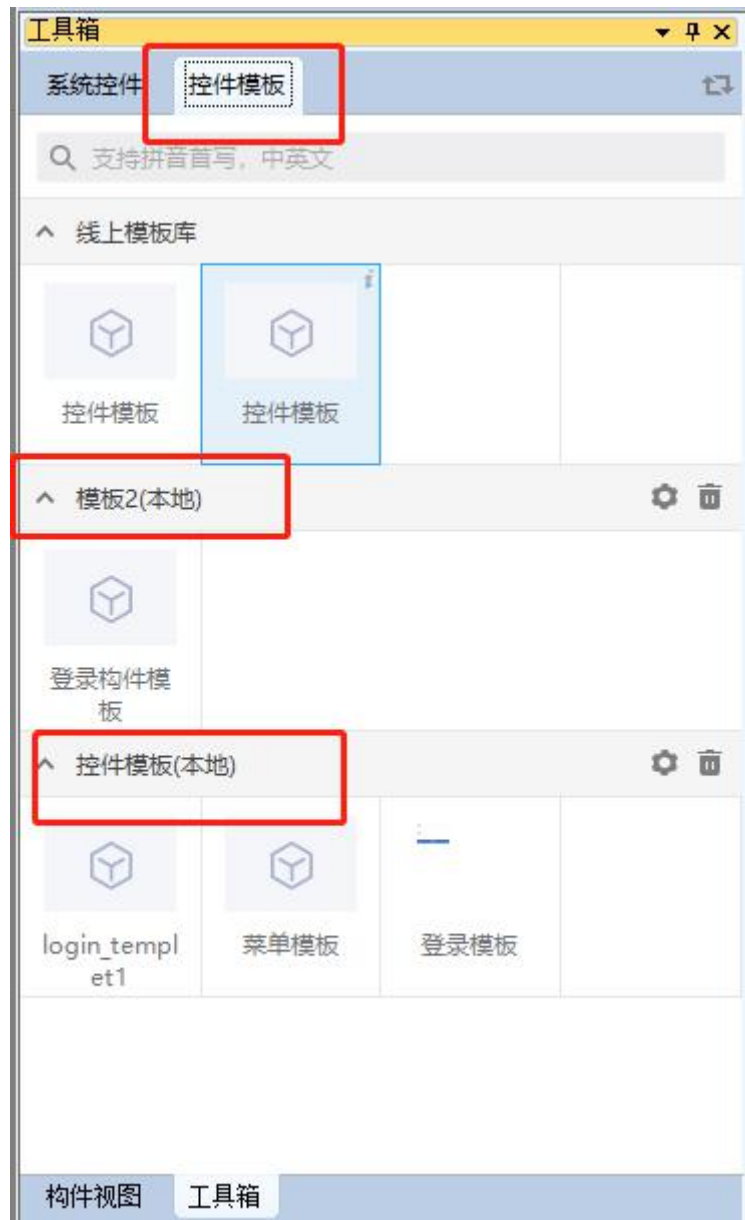 工具箱
系统控件 控件模板
支持拼音首写，中英文
线上模板库
控件模板 控件模板
模板2(本地)
登录构件模
板
控件模板(本地)
login_templ 菜单模板 登录模板
et1
构件视图 工具箱